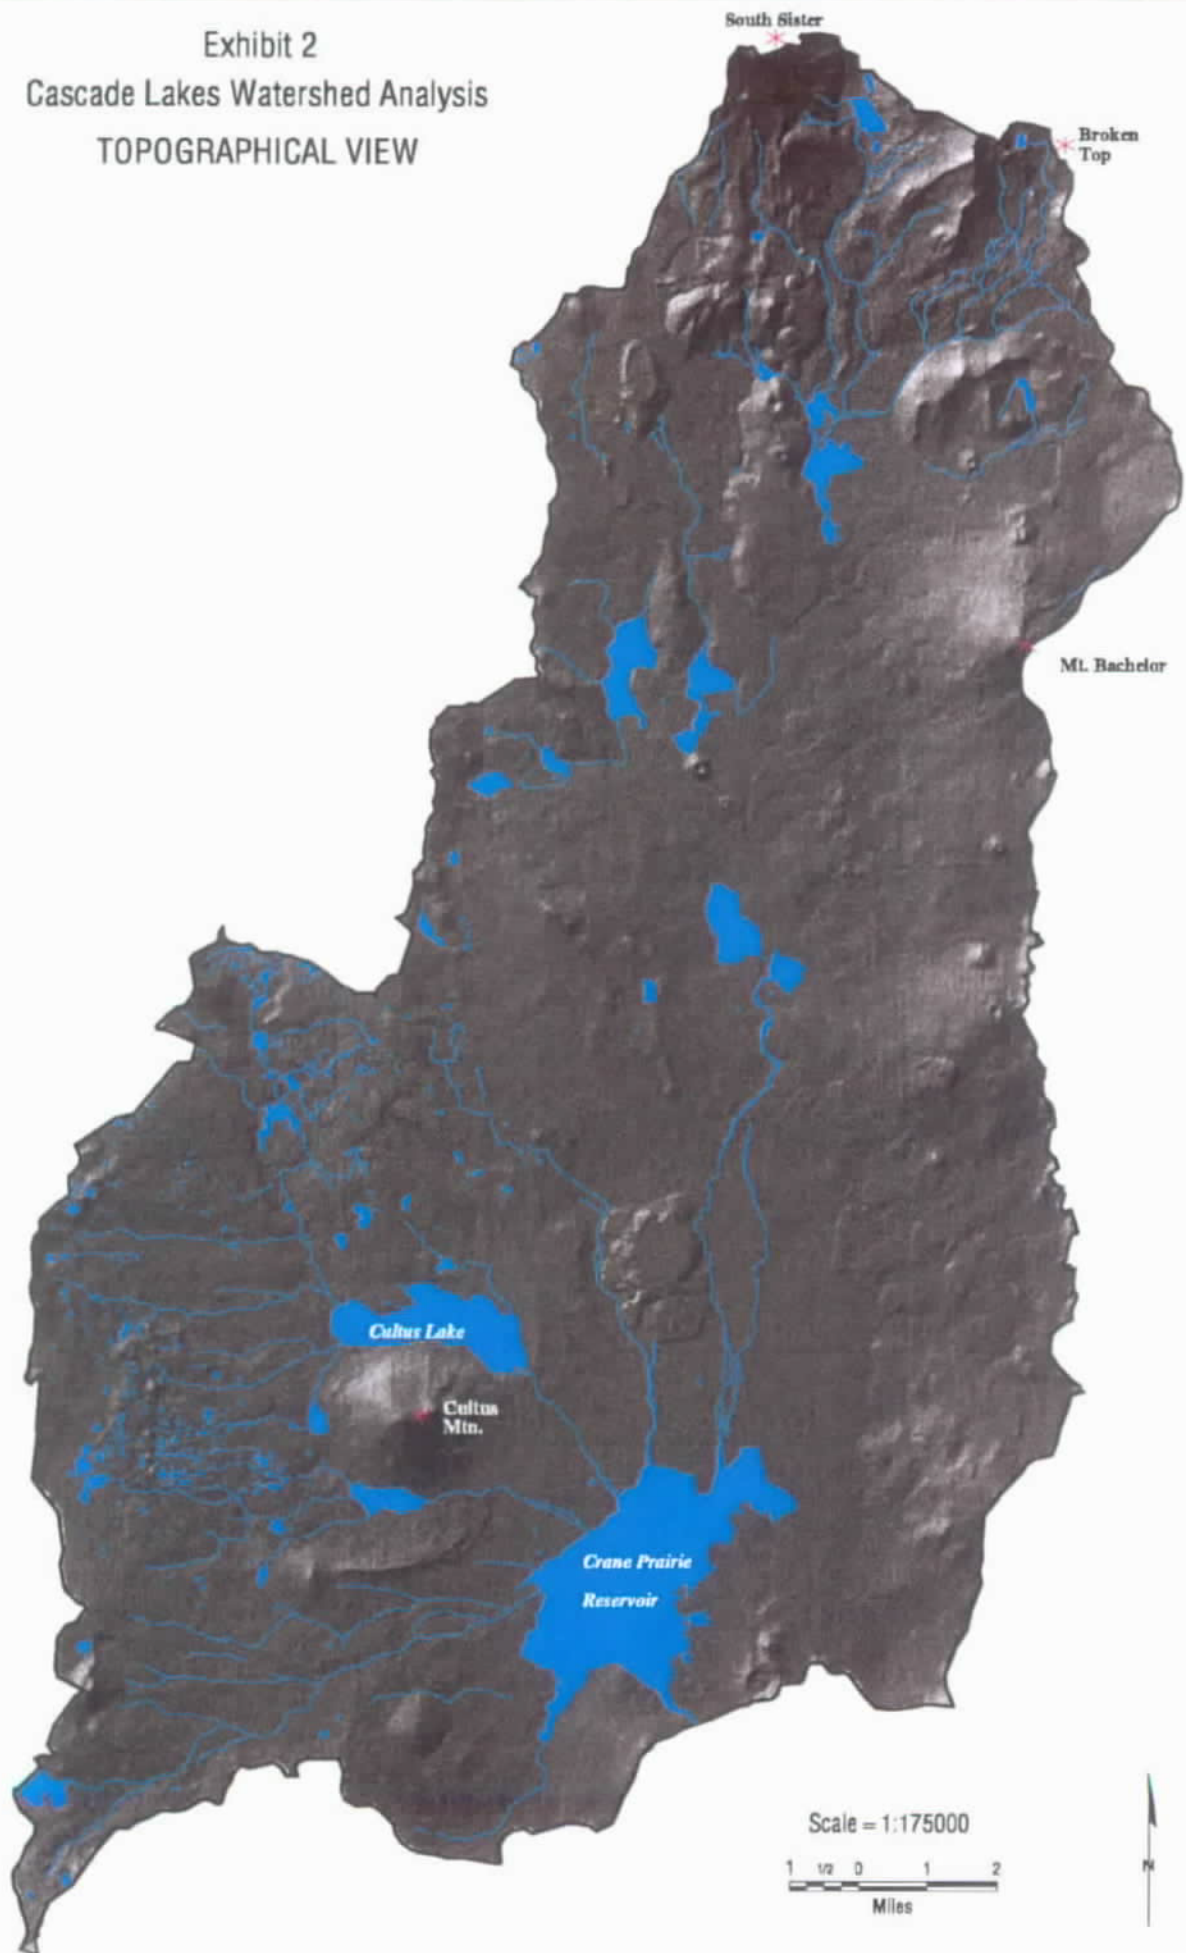 Exhibit 2
Cascade Lakes Watershed Analysis
TOPOGRAPHICAL VIEW
South Sister
Broken
Top
Mt. Bachelor
Cultus Lake
Cultus
Mtn.
Crane Prairie
Reservoir
Scale = 1:175000
1 1/2 0 1 2
Miles
N